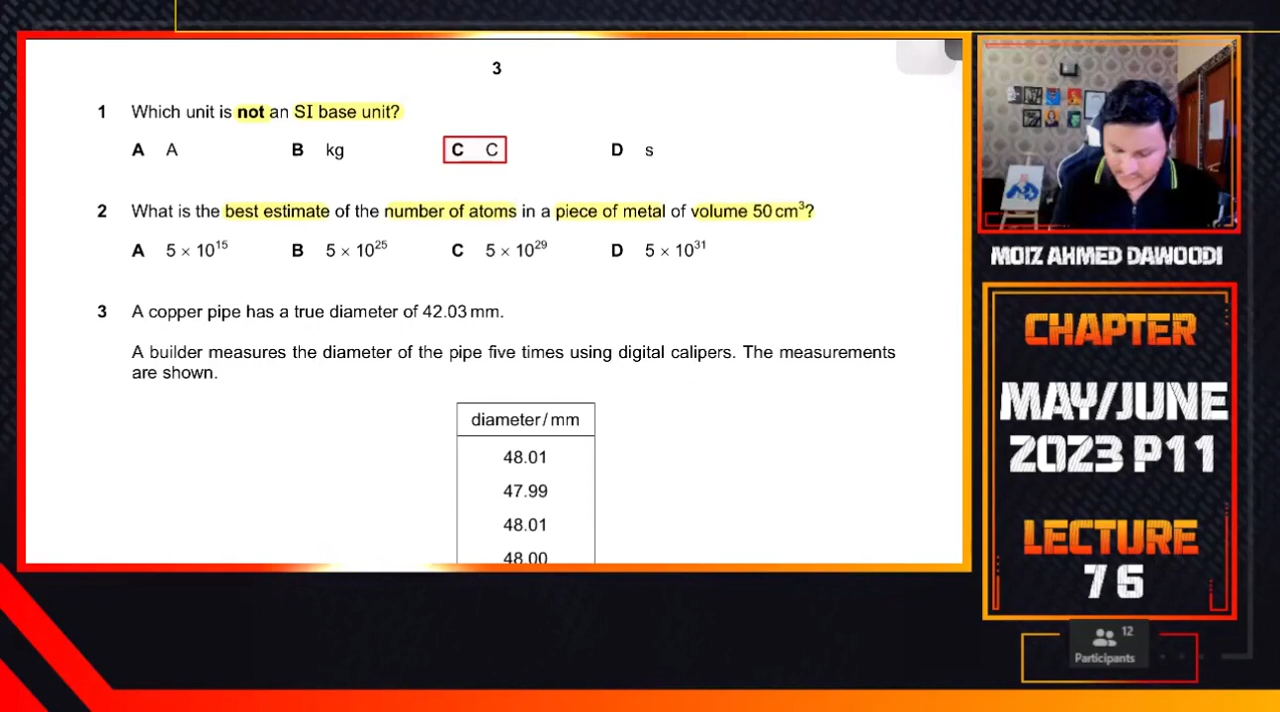 3
1 Which unit is not an SI base unit?
A A B kg C C D s
2 What is the best estimate of the number of atoms in a piece of metal of volume 50 cm³?
A 5 × 10¹⁵ B 5 × 10²⁵ C 5 × 10²⁹ D 5 × 10³¹
3 A copper pipe has a true diameter of 42.03 mm.
A builder measures the diameter of the pipe five times using digital calipers. The measurements
are shown.
diameter / mm
48.01
47.99
48.01
48.00
MOIZ AHMED DAWOODI
CHAPTER
MAY/JUNE
2023 P11
LECTURE
76
12
Participants